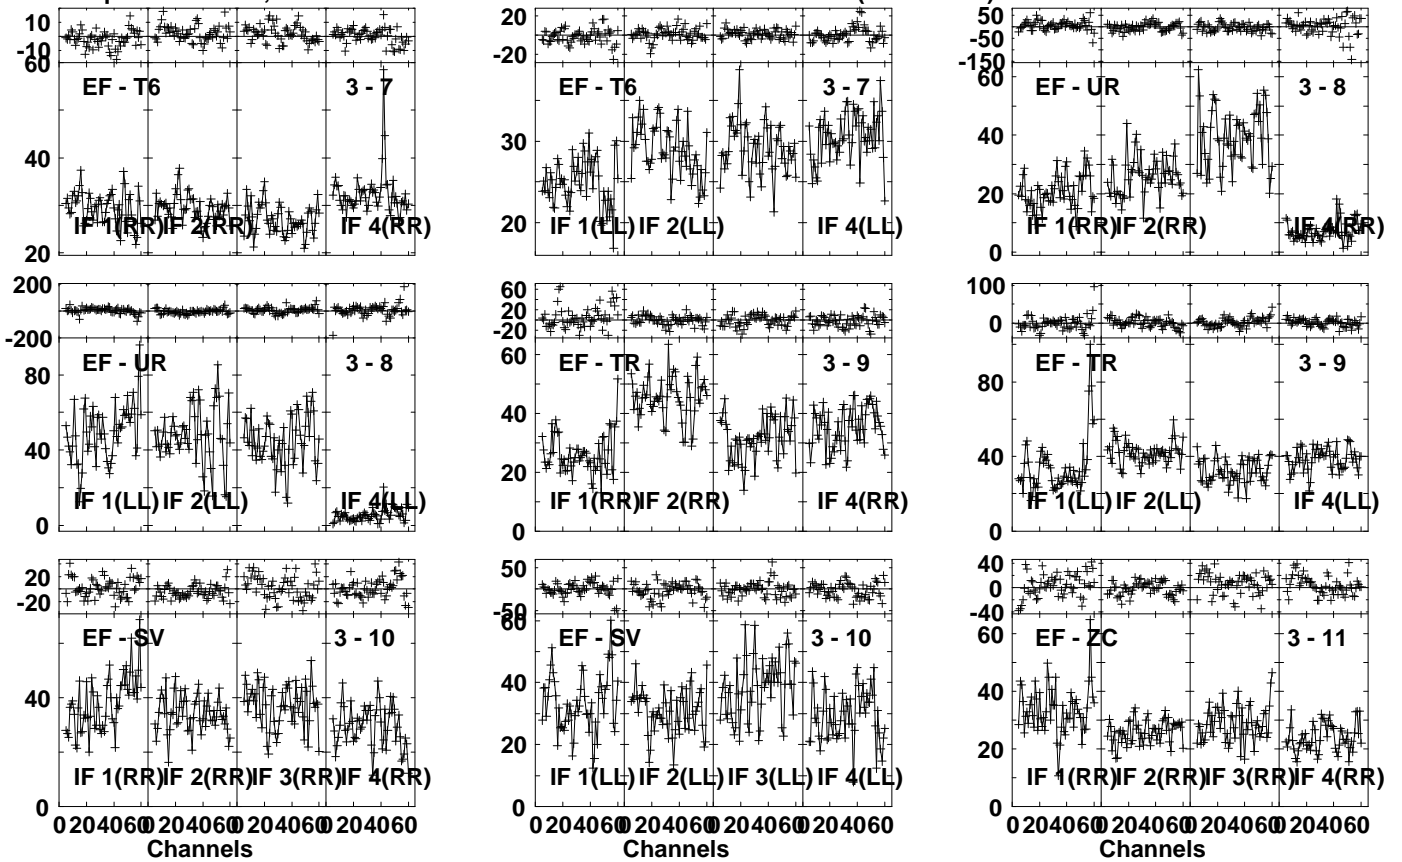 10
-10
60
EF - T6
3 - 7
40
IF 1(RR)
IF 2(RR)
IF 4(RR)
20
20
-20
EF - T6
3 - 7
30
20
IF 1(LL)
IF 2(LL)
IF 4(LL)
50
-50
-150
60
EF - UR
3 - 8
40
20
IF 1(RR)
IF 2(RR)
IF 4(RR)
0
200
-200
EF - UR
3 - 8
80
40
IF 1(LL)
IF 2(LL)
IF 4(LL)
0
60
20
-20
60
EF - TR
3 - 9
40
20
IF 1(RR)
IF 2(RR)
IF 4(RR)
0
100
0
EF - TR
3 - 9
80
40
IF 1(LL)
IF 2(LL)
IF 4(LL)
0
20
-20
EF - SV
3 - 10
40
IF 1(RR)
IF 2(RR)
IF 3(RR)
IF 4(RR)
0
0 204060 0 204060 0 204060 0 204060
Channels
50
-50
60
EF - SV
3 - 10
40
20
IF 1(LL)
IF 2(LL)
IF 3(LL)
IF 4(LL)
0
0 204060 0 204060 0 204060 0 204060
Channels
40
0
-40
60
EF - ZC
3 - 11
40
20
IF 1(RR)
IF 2(RR)
IF 3(RR)
IF 4(RR)
0
0 204060 0 204060 0 204060 0 204060
Channels